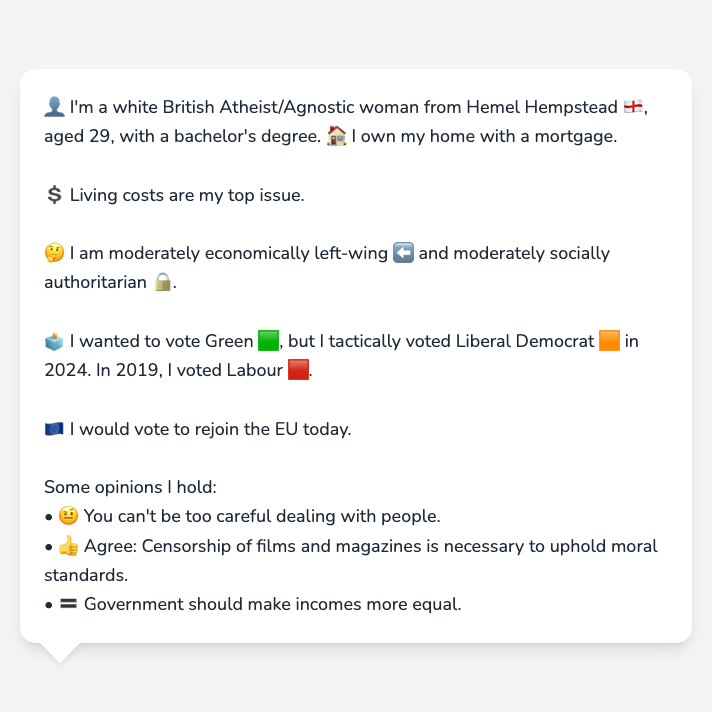 👤 I'm a white British Atheist/Agnostic woman from Hemel Hempstead 🏴󠁧󠁢󠁥󠁮󠁧󠁿,
aged 29, with a bachelor's degree. 🏠 I own my home with a mortgage.
💲 Living costs are my top issue.
🤔 I am moderately economically left-wing ⬅️ and moderately socially
authoritarian 🔒.
🗳️ I wanted to vote Green 🟩, but I tactically voted Liberal Democrat 🟧 in
2024. In 2019, I voted Labour 🟥.
🇪🇺 I would vote to rejoin the EU today.
Some opinions I hold:
• 🤨 You can't be too careful dealing with people.
• 👍 Agree: Censorship of films and magazines is necessary to uphold moral
standards.
• 🟰 Government should make incomes more equal.